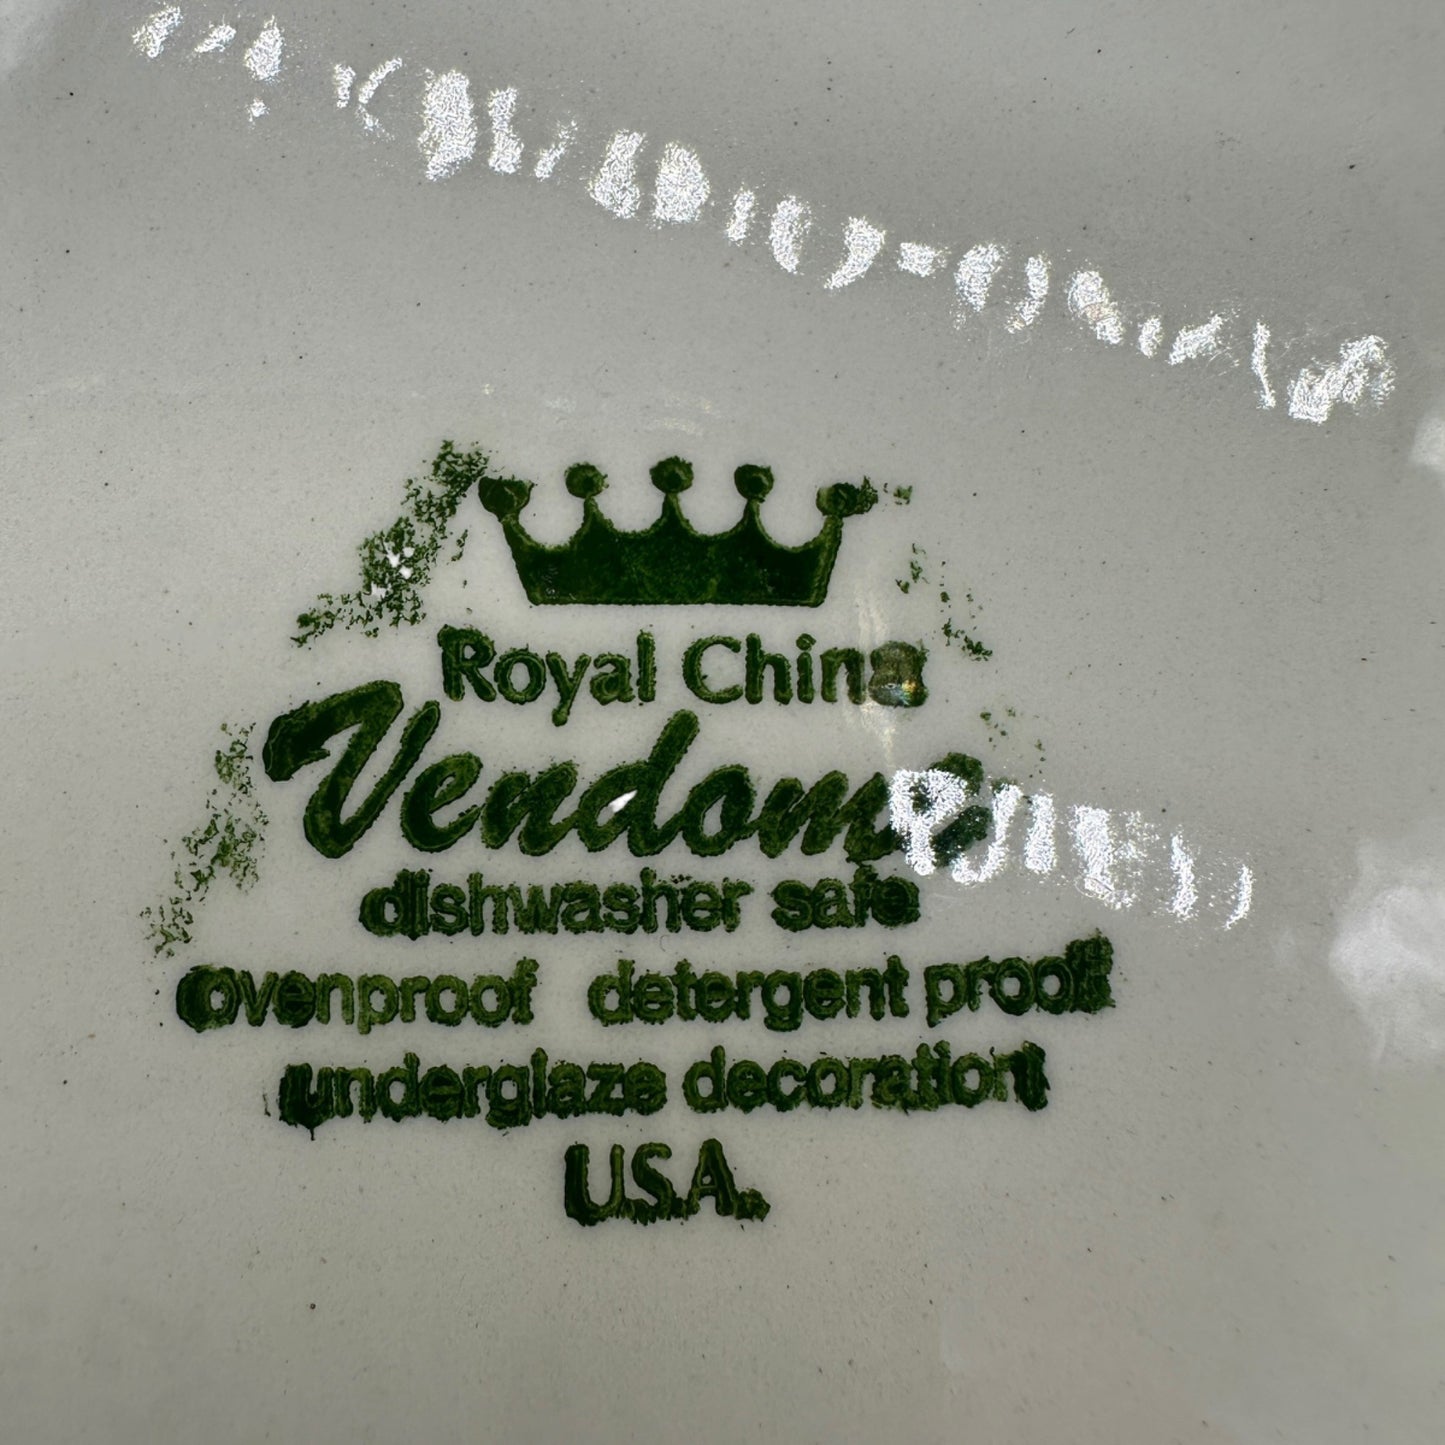 Royal China
Vendome
dishwasher safe
ovenproof detergent proof
underglaze decoration
U.S.A.